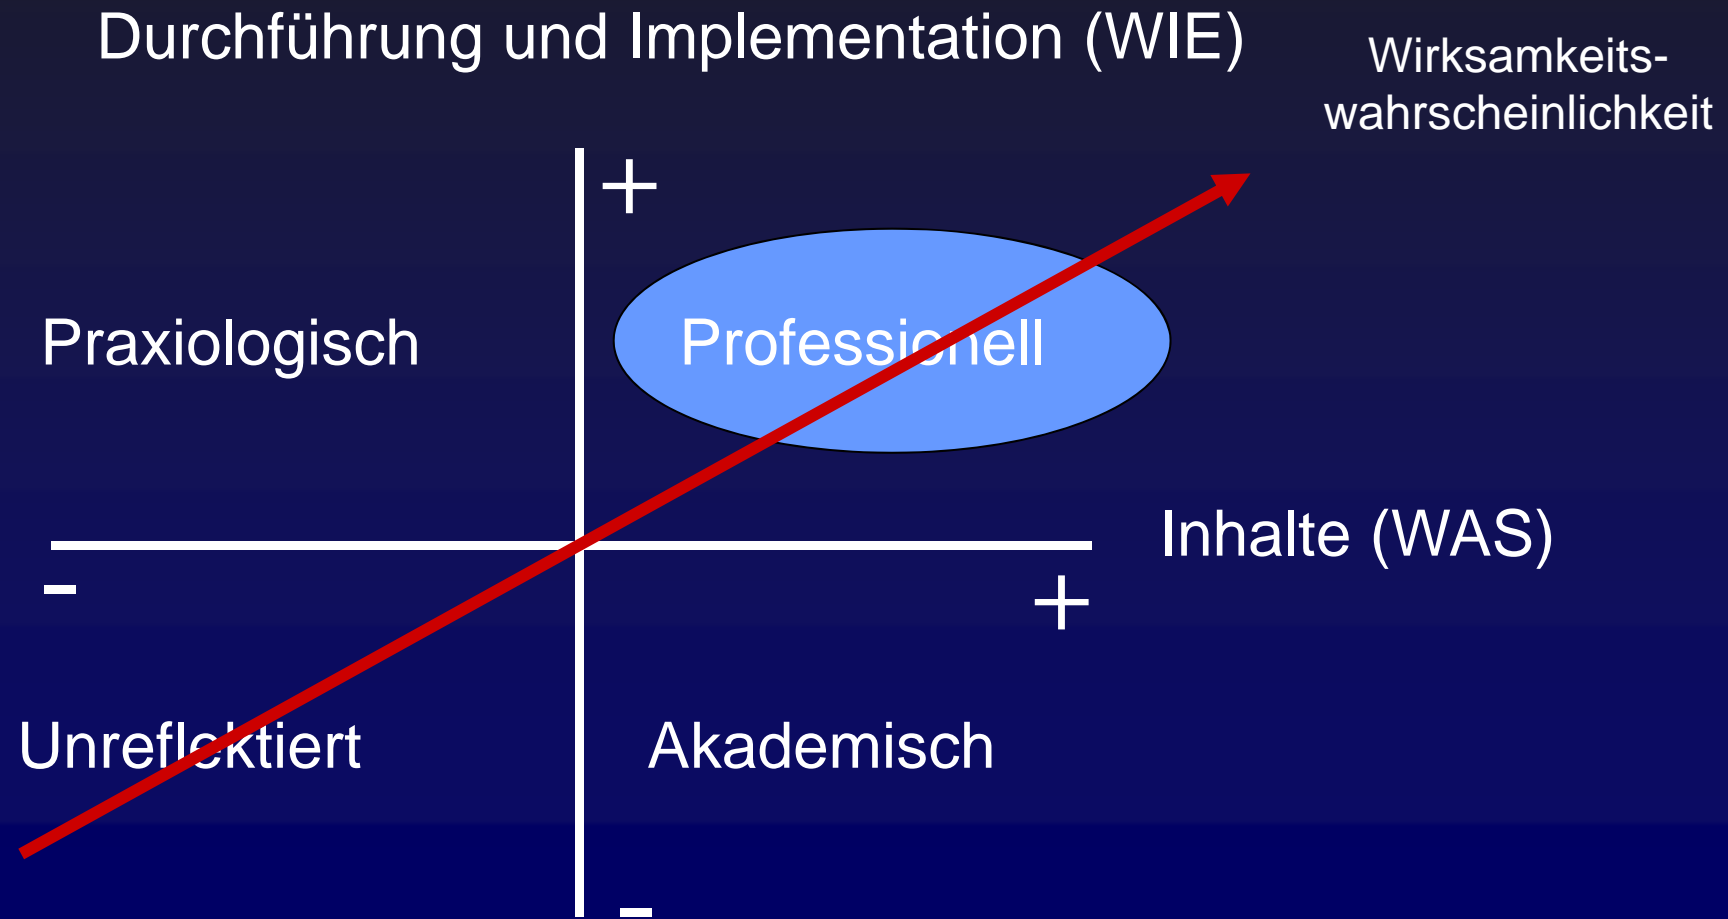 Durchführung und Implementation (WIE)
Wirksamkeits-
wahrscheinlichkeit
+
Praxiologisch
Professionell
Inhalte (WAS)
-
+
Unreflektiert
Akademisch
-